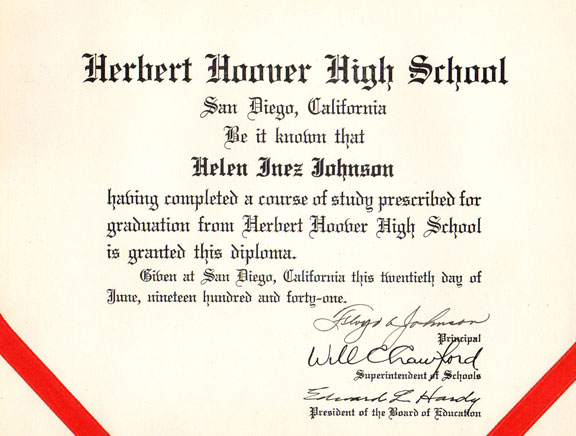 Herbert Hoover High School
San Diego, California
Be it known that
Helen Inez Johnson
having completed a course of study prescribed for
graduation from Herbert Hoover High School
is granted this diploma.
Given at San Diego, California this twentieth day of
June, nineteen hundred and forty-one.
Floyd A Johnson
Principal
Will C Crawford
Superintendent of Schools
Edward L Hardy
President of the Board of Education